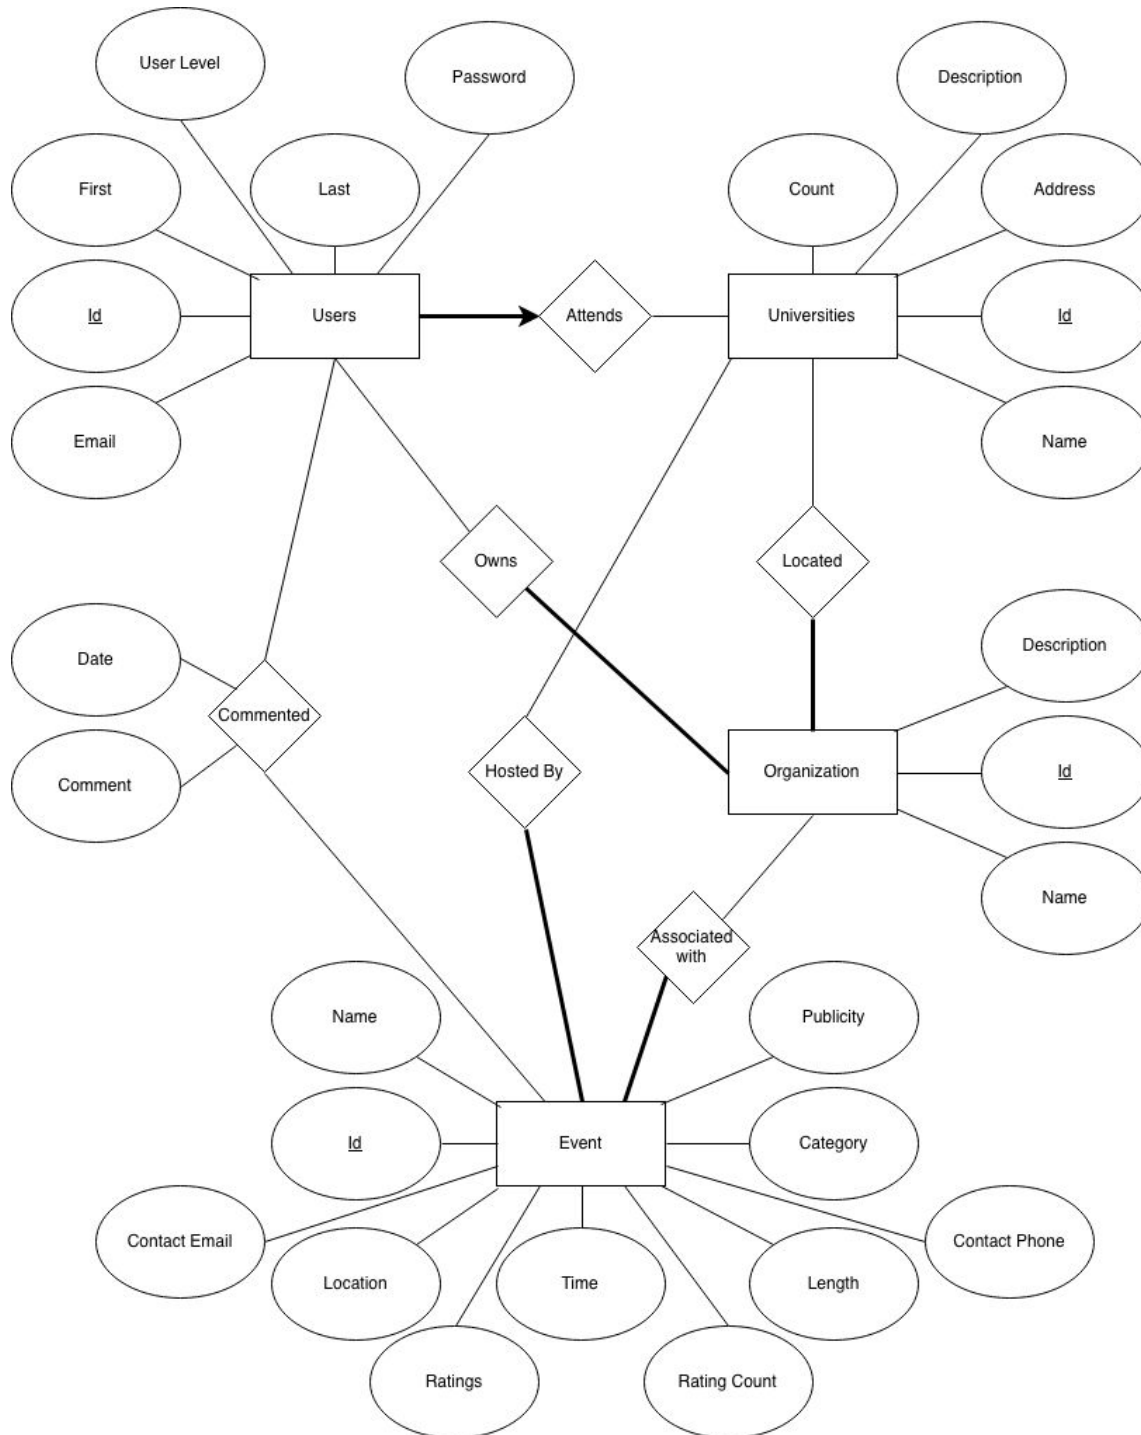 User Level
Password
Description
First
Last
Count
Address
Id
Users
Attends
Universities
Id
Email
Name
Owns
Located
Date
Description
Commented
Hosted By
Organization
Id
Comment
Name
Associated
with
Name
Publicity
Id
Event
Category
Contact Email
Contact Phone
Location
Time
Length
Ratings
Rating Count